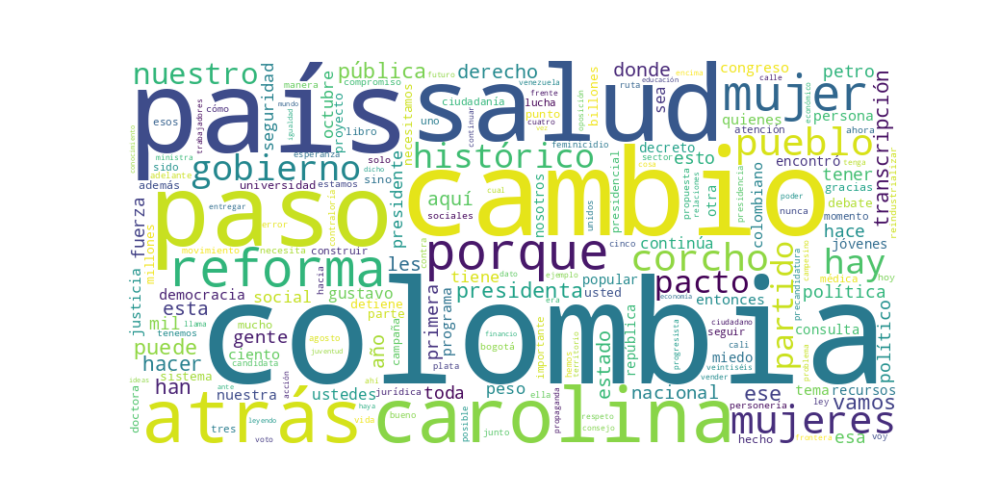 país
salud
cambio
colombia
paso
atrás
carolina
mujer
mujeres
porque
reforma
gobierno
histórico
pueblo
corcho
pacto
partido
hay
nuestro
pública
derecho
donde
congreso
petro
seguridad
octubre
proyecto
necesitamos
ciudadanía
lucha
punto
sea
billones
quienes
persona
transcripción
manera
compromiso
futuro
venezuela
educación
encima
calle
cómo
trabajadores
esos
mundo
igualdad
libro
uno
frente
continuar
cuatro
vez
ruta
oposición
económico
atención
ahora
conocimiento
ministra
esperanza
solo
feminicidio
decreto
esto
encontró
tener
sido
adelante
dicho
sino
presidente
sector
cosa
tenga
además
universidad
estamos
aquí
nosotros
presidencial
propuesta
relaciones
otra
presidencia
colombiano
poder
gracias
nunca
debate
reindustrializar
fuerza
entregar
error
contraloría
sociales
unidos
momento
hace
millones
movimiento
necesita
construir
contra
cinco
continúa
jóvenes
justicia
hacia
les
tiene
dato
ejemplo
popular
economía
precandidatura
médica
hoy
campesino
democracia
social
gustavo
detiene
presidenta
usted
entonces
política
esta
parte
era
mil
llama
mucho
primera
programa
república
ciudadano
consulta
político
tenemos
gente
agosto
año
campaña
financio
importante
hemos
territorio
estado
progresista
seguir
cali
problema
puede
ciento
candidata
juventud
plata
bogotá
miedo
veintiséis
hacer
sistema
vender
han
nuestra
acción
ahí
jurídica
toda
peso
nacional
ese
tema
recursos
doctora
ideas
ante
ustedes
haya
ella
personería
ley
vamos
tres
leyendo
voto
vida
bueno
posible
junto
propaganda
respeto
consejo
hecho
frontera
esa
voy